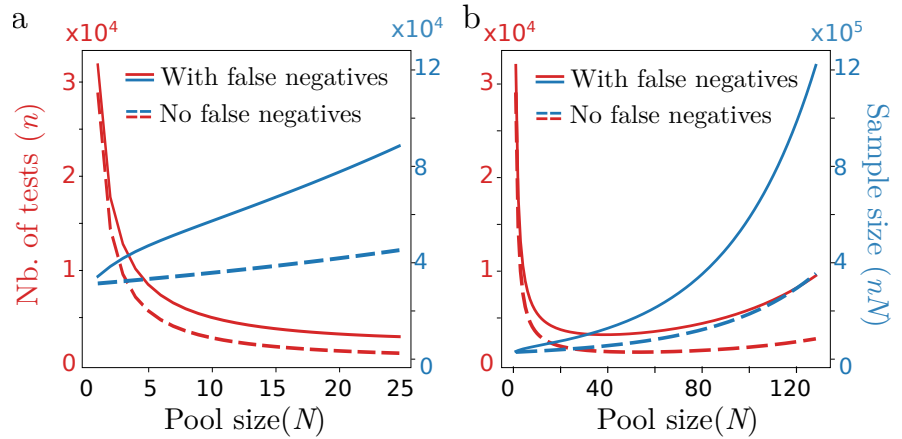 a
x10⁴
x10⁴
With false negatives
No false negatives
3
2
1
0
12
8
4
0
Nb. of tests (n)
0 5 10 15 20 25
Pool size(N)
b
x10⁴
x10⁵
With false negatives
No false negatives
3
2
1
0
12
8
4
0
Sample size (nN)
0 40 80 120
Pool size(N)